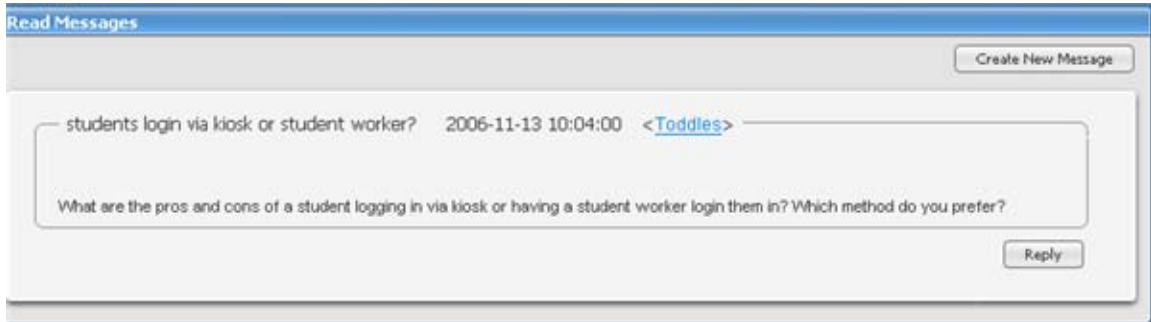 Read Messages
Create New Message
students login via kiosk or student worker? 2006-11-13 10:04:00 <Toddles>
What are the pros and cons of a student logging in via kiosk or having a student worker login them in? Which method do you prefer?
Reply